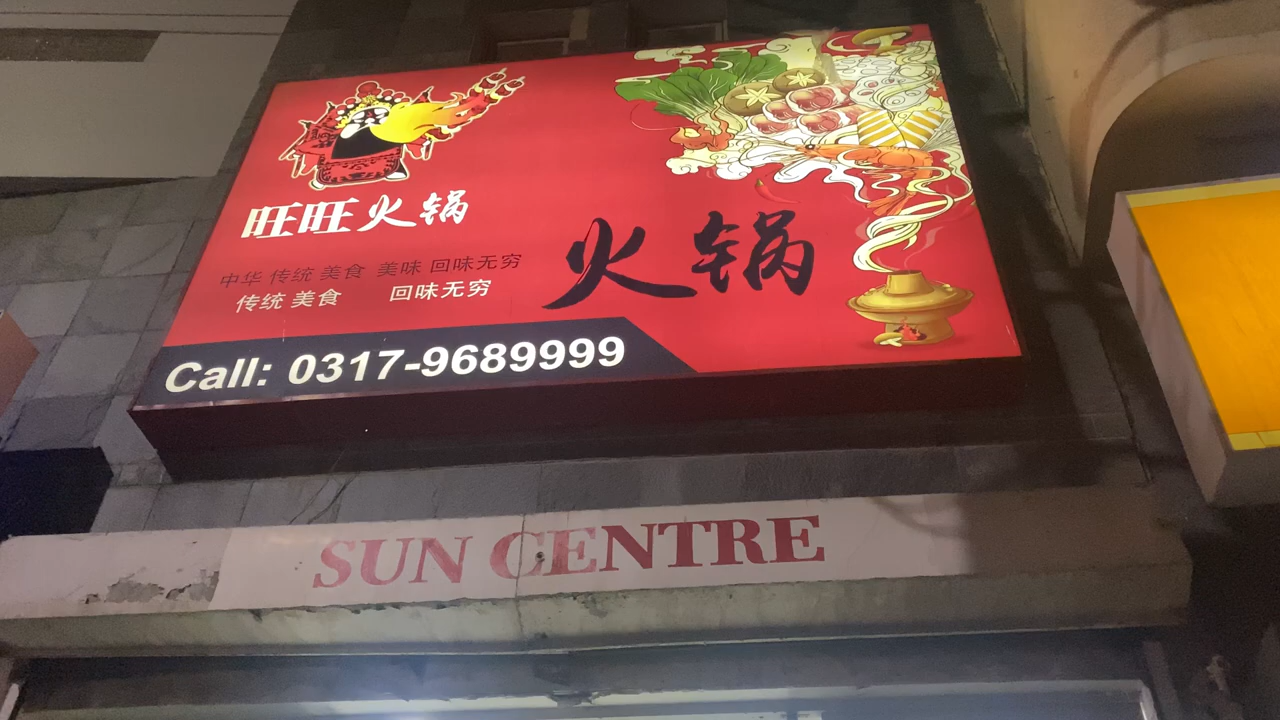 旺旺火锅
中华 传统 美食 美味 回味无穷
传统 美食 回味无穷
火锅
Call: 0317-9689999
SUN CENTRE